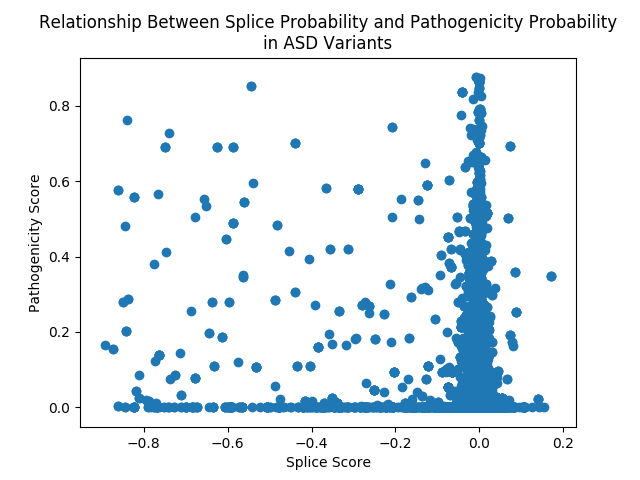 Relationship Between Splice Probability and Pathogenicity Probability
in ASD Variants
Pathogenicity Score
0.8
0.6
0.4
0.2
0.0
−0.8
−0.6
−0.4
−0.2
0.0
0.2
Splice Score